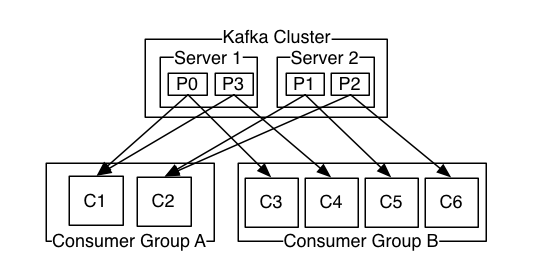 Kafka Cluster
Server 1 Server 2
P0 P3 P1 P2
C1 C2 C3 C4 C5 C6
Consumer Group A Consumer Group B